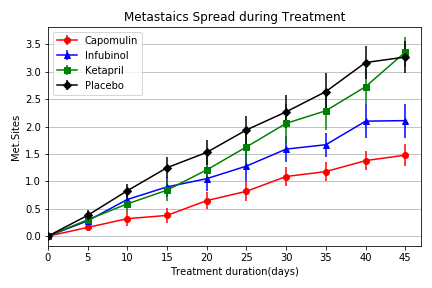 Metastaics Spread during Treatment
Capomulin
Infubinol
Ketapril
Placebo
Met.Sites
3.5
3.0
2.5
2.0
1.5
1.0
0.5
0.0
0 5 10 15 20 25 30 35 40 45
Treatment duration(days)